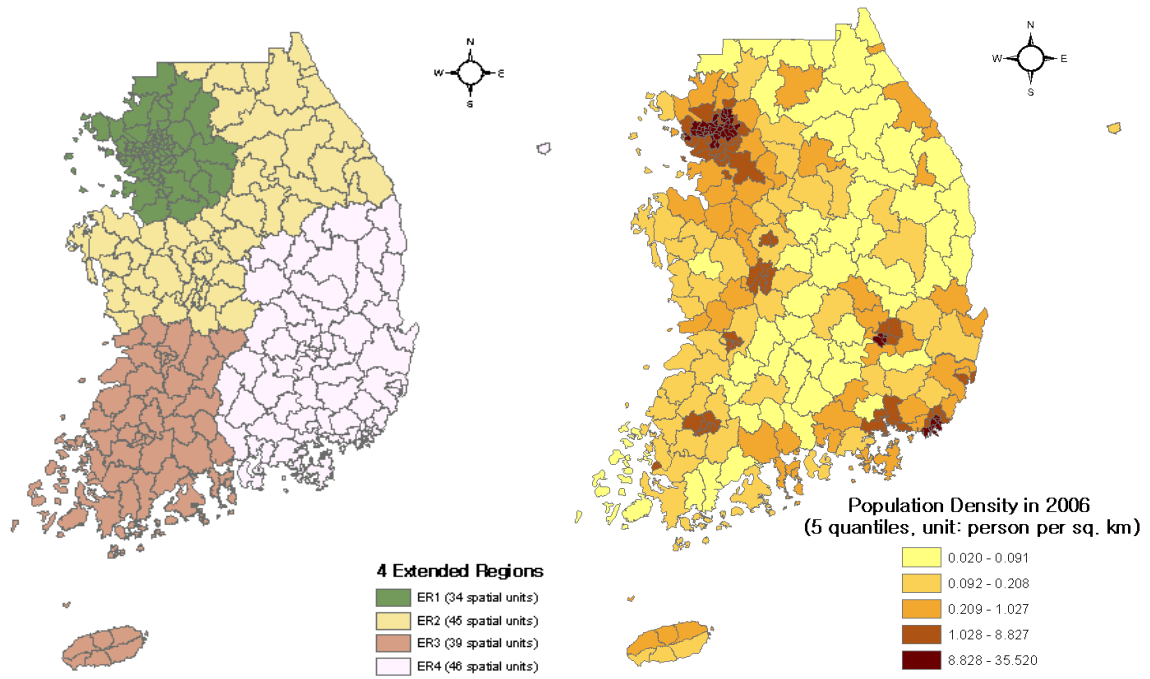 N
W
E
S
4 Extended Regions
ER1 (34 spatial units)
ER2 (45 spatial units)
ER3 (39 spatial units)
ER4 (46 spatial units)
N
W
E
S
Population Density in 2006
(5 quantiles, unit: person per sq. km)
0.020 - 0.091
0.092 - 0.208
0.209 - 1.027
1.028 - 8.827
8.828 - 35.520